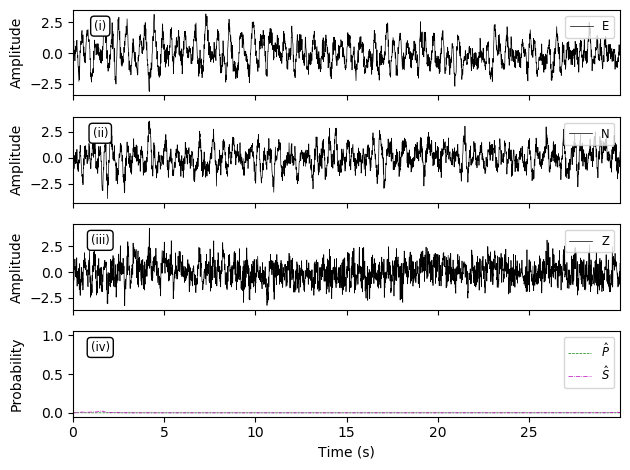 (i)
E
Amplitude
2.5
0.0
−2.5
(ii)
N
Amplitude
2.5
0.0
−2.5
(iii)
Z
Amplitude
2.5
0.0
−2.5
(iv)
P̂
Ŝ
Probability
1.0
0.5
0.0
0 5 10 15 20 25
Time (s)